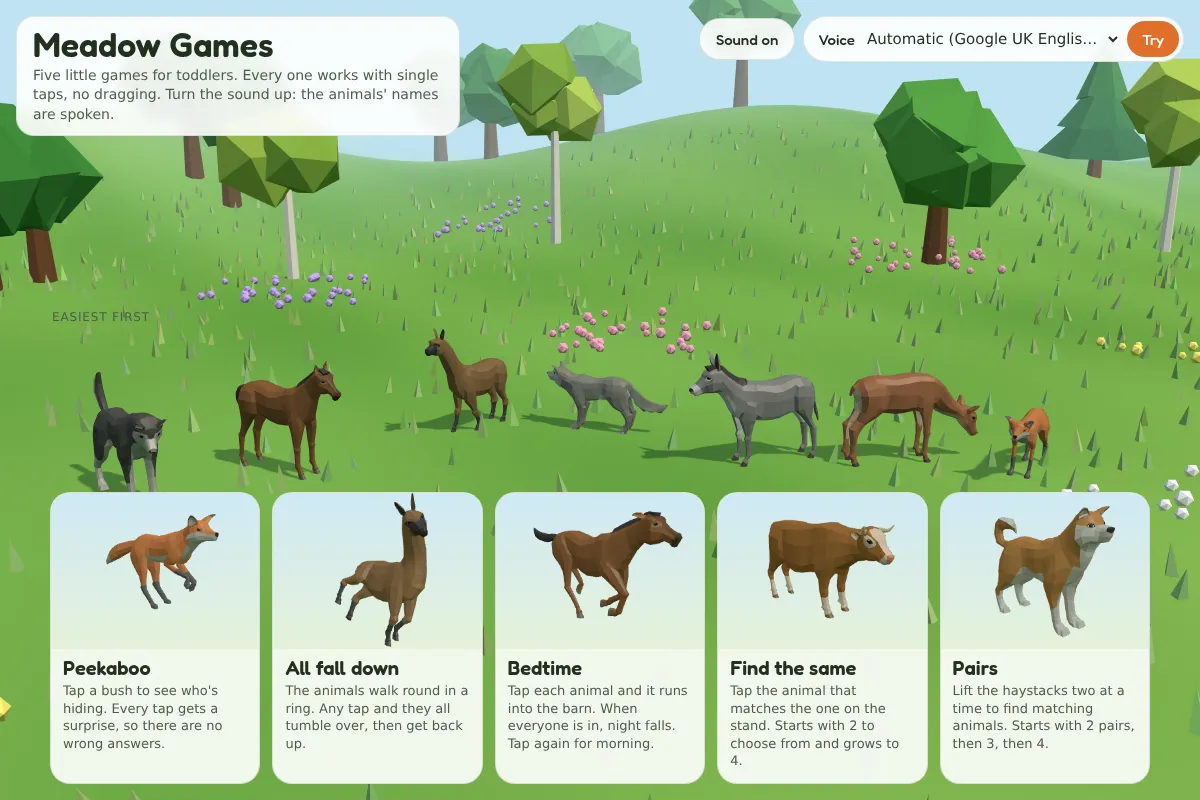 Meadow Games
Five little games for toddlers. Every one works with single
taps, no dragging. Turn the sound up: the animals' names
are spoken.
Sound on
Voice Automatic (Google UK Englis...
Try
EASIEST FIRST
Peekaboo
Tap a bush to see who's
hiding. Every tap gets a
surprise, so there are no
wrong answers.
All fall down
The animals walk round in a
ring. Any tap and they all
tumble over, then get back
up.
Bedtime
Tap each animal and it runs
into the barn. When
everyone is in, night falls.
Tap again for morning.
Find the same
Tap the animal that
matches the one on the
stand. Starts with 2 to
choose from and grows to
4.
Pairs
Lift the haystacks two at a
time to find matching
animals. Starts with 2 pairs,
then 3, then 4.